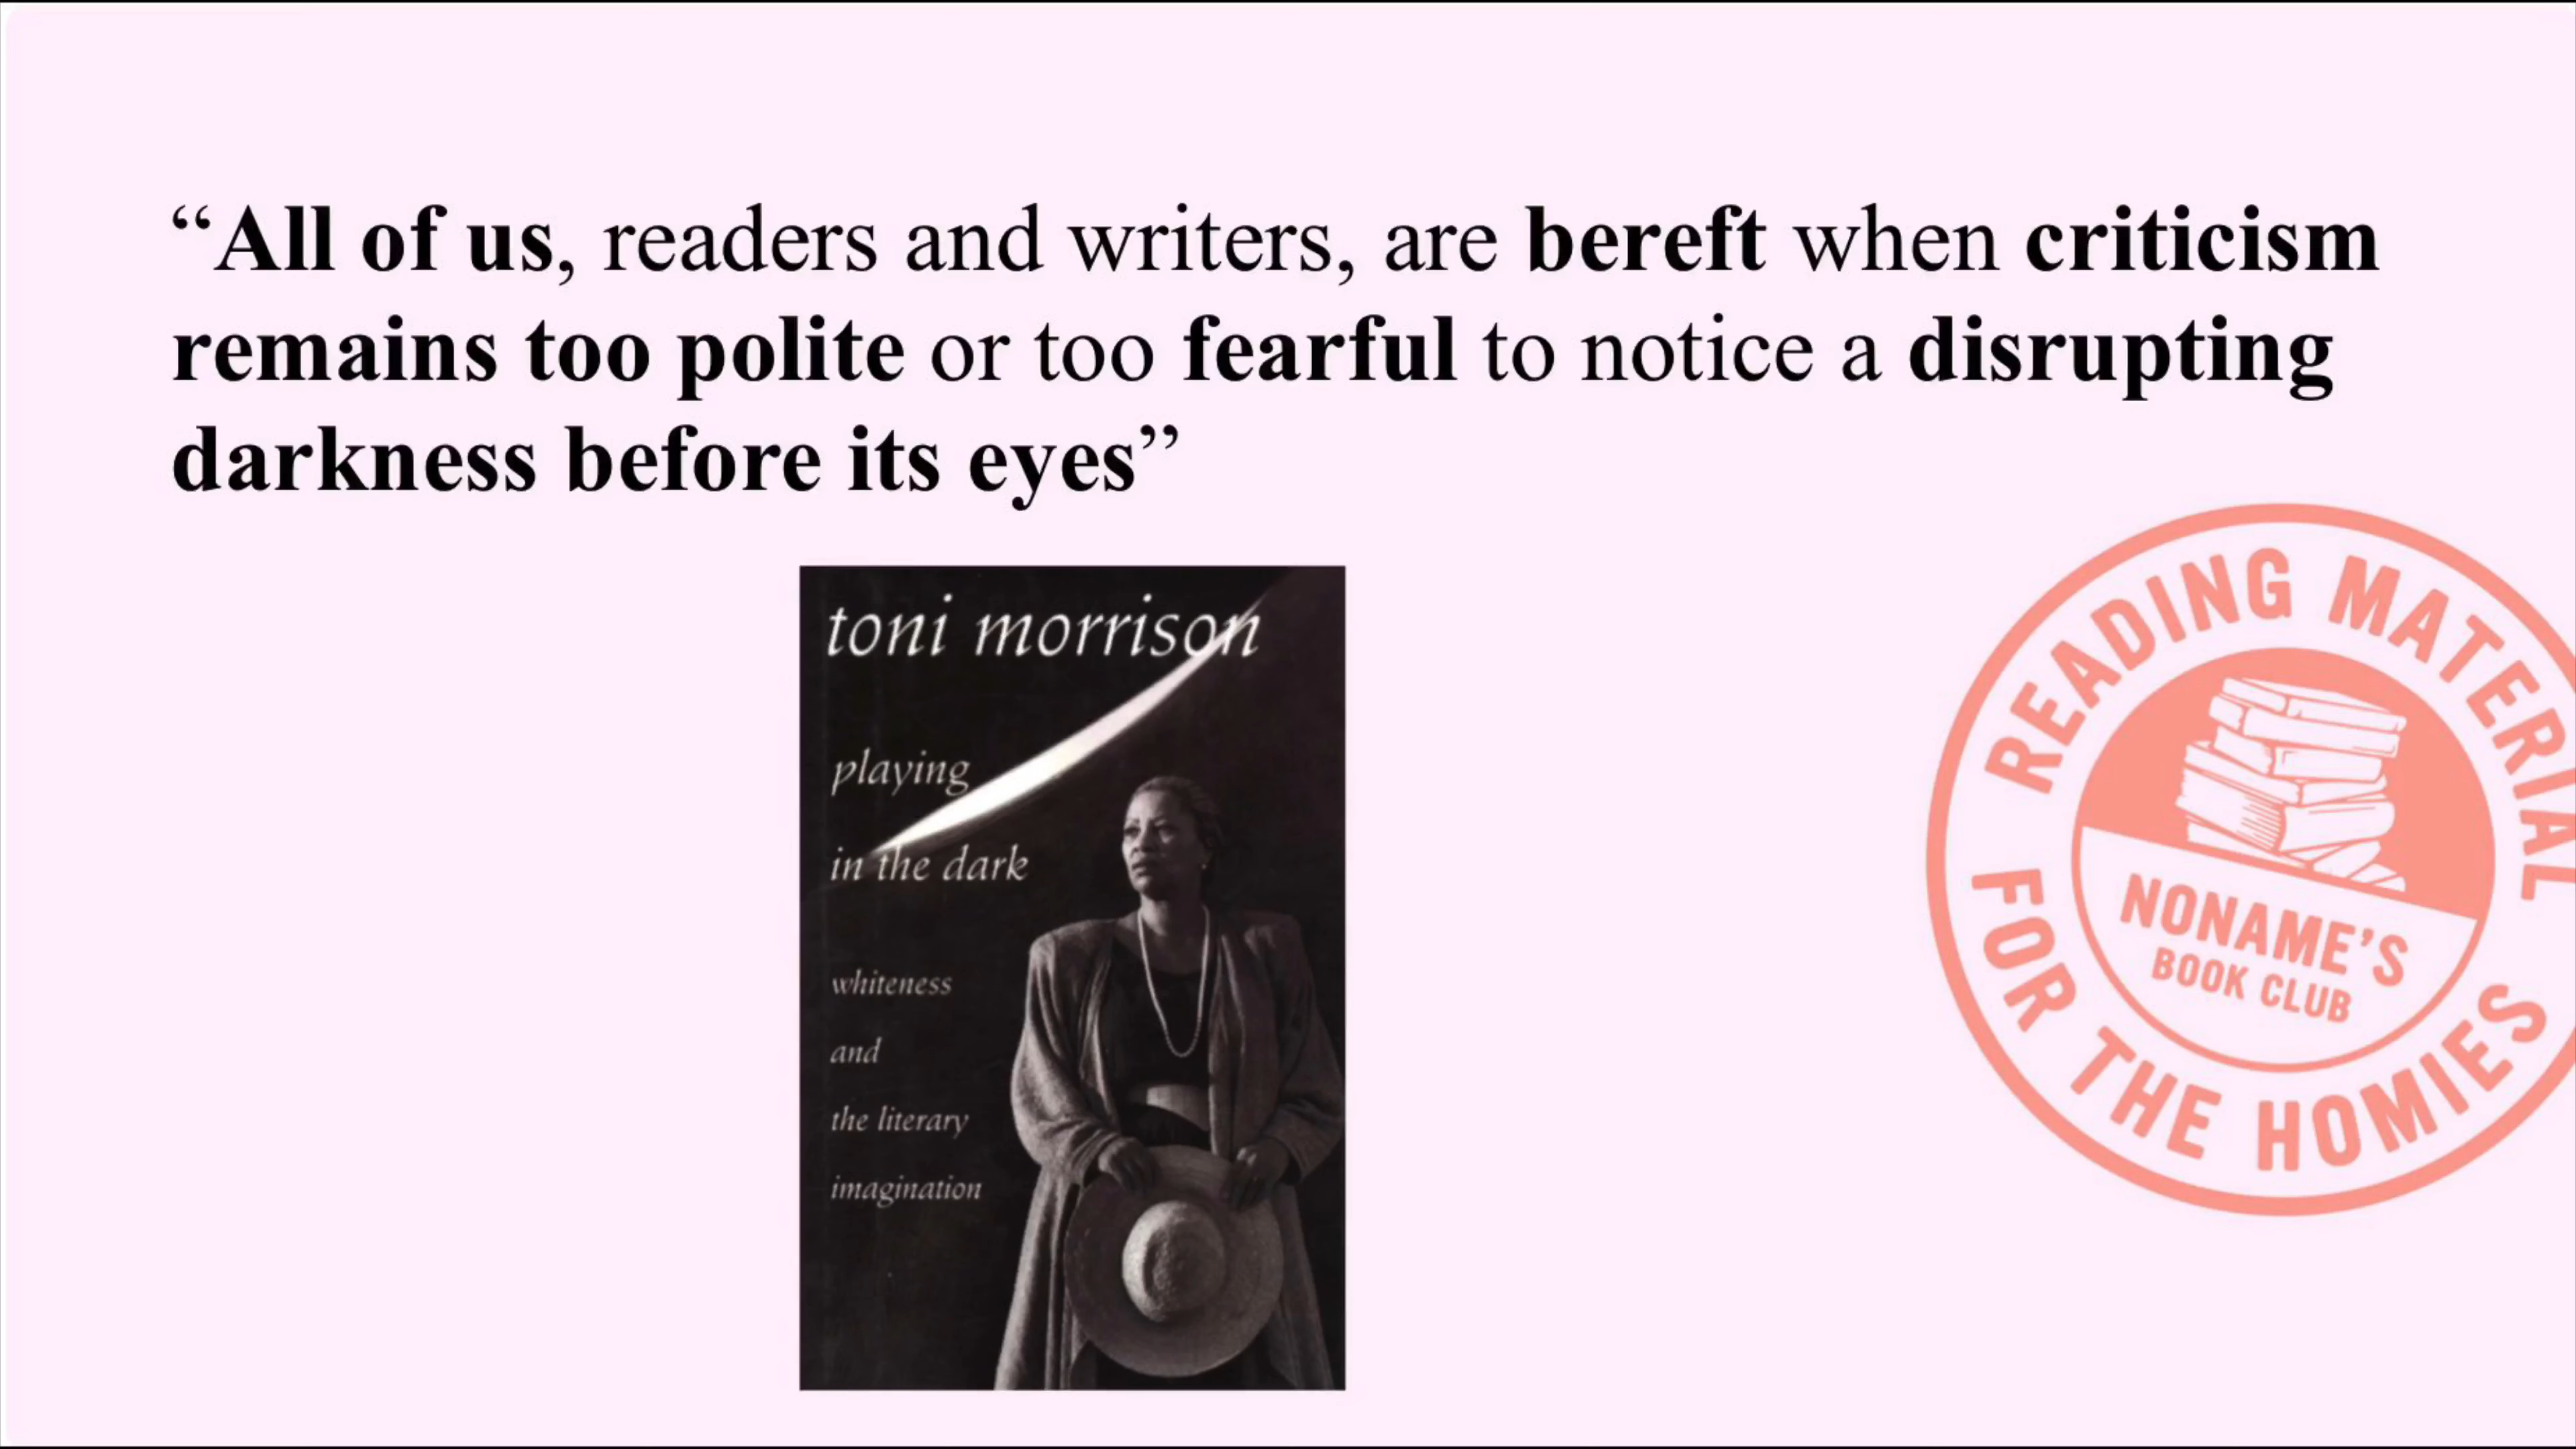 “All of us, readers and writers, are bereft when criticism
remains too polite or too fearful to notice a disrupting
darkness before its eyes”
toni morrison
playing
in the dark
whiteness
and
the literary
imagination
READING MATERIAL
FOR THE HOMIES
NONAME’S
BOOK CLUB